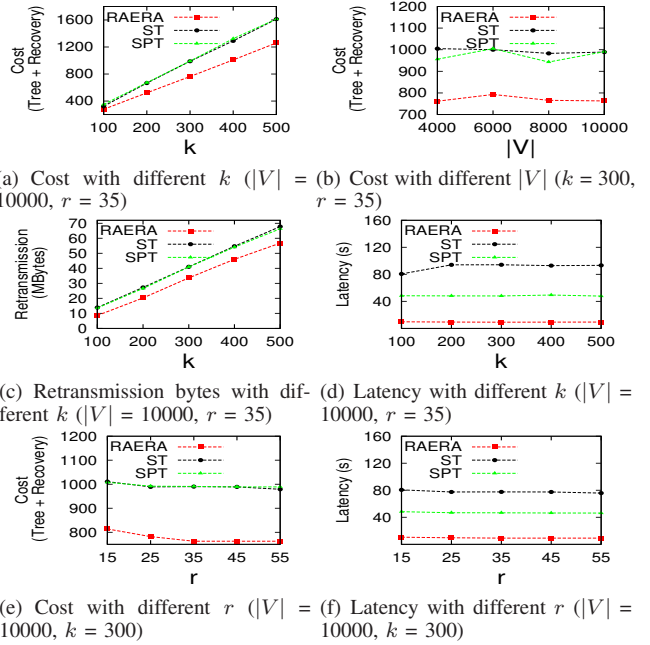 RAERA
ST
SPT
Cost
(Tree + Recovery)
1600
1200
800
400
100 200 300 400 500
k
RAERA
ST
SPT
Cost
(Tree + Recovery)
1200
1100
1000
900
800
700
4000 6000 8000 10000
|V|
(a) Cost with different k (|V| =
10000, r = 35)
(b) Cost with different |V| (k = 300,
r = 35)
RAERA
ST
SPT
Retransmission
(MBytes)
70
60
50
40
30
20
10
0
100 200 300 400 500
k
RAERA
ST
SPT
Latency (s)
160
120
80
40
100 200 300 400 500
k
(c) Retransmission bytes with dif-
ferent k (|V| = 10000, r = 35)
(d) Latency with different k (|V| =
10000, r = 35)
RAERA
ST
SPT
Cost
(Tree + Recovery)
1200
1100
1000
900
800
15 25 35 45 55
r
RAERA
ST
SPT
Latency (s)
160
120
80
40
15 25 35 45 55
r
(e) Cost with different r (|V| =
10000, k = 300)
(f) Latency with different r (|V| =
10000, k = 300)